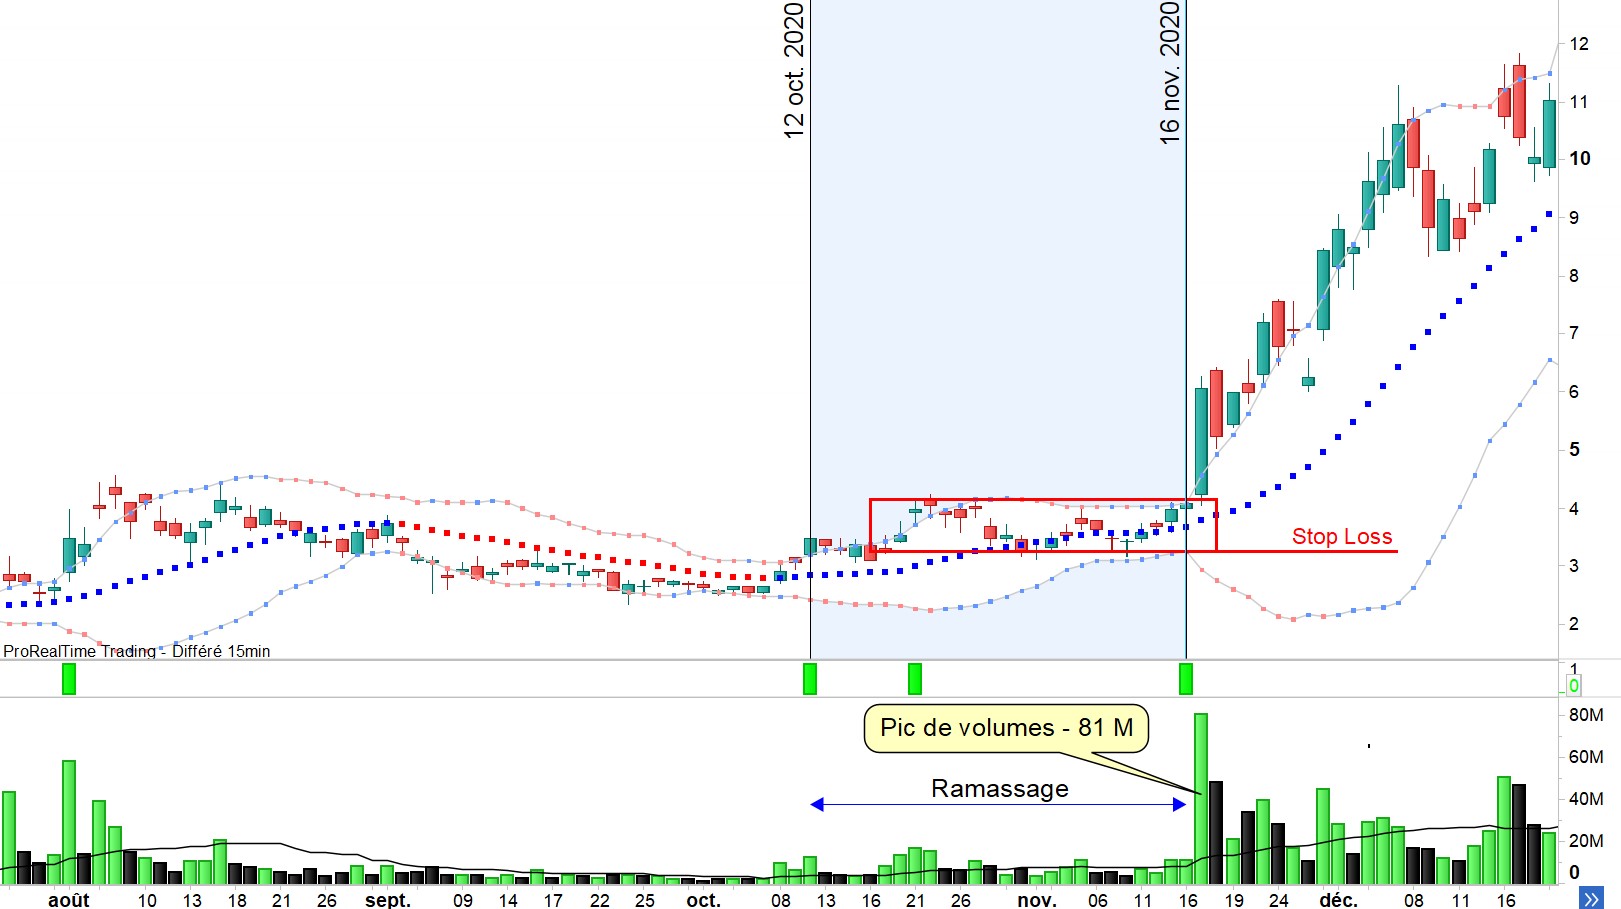 12 oct. 2020
16 nov. 2020
12
11
10
9
8
7
6
5
4
3
2
Stop Loss
ProRealTime Trading - Différé 15min
1
0
Pic de volumes - 81 M
Ramassage
80M
60M
40M
20M
0
août 10 13 18 21 26 sept. 09 14 17 22 25 oct. 08 13 16 21 26 nov. 06 11 16 19 24 déc. 08 11 16